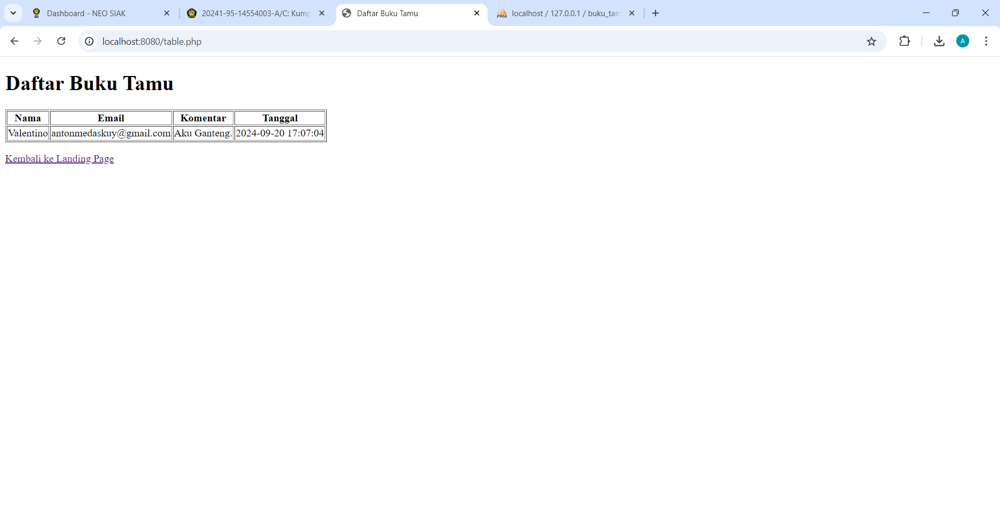 Dashboard - NEO SIAK
20241-95-14554003-A/C: Kump
Daftar Buku Tamu
localhost / 127.0.0.1 / buku_tam
localhost:8080/table.php
A
Daftar Buku Tamu
Nama Email Komentar Tanggal
Valentino antonmedaskuy@gmail.com Aku Ganteng. 2024-09-20 17:07:04
Kembali ke Landing Page